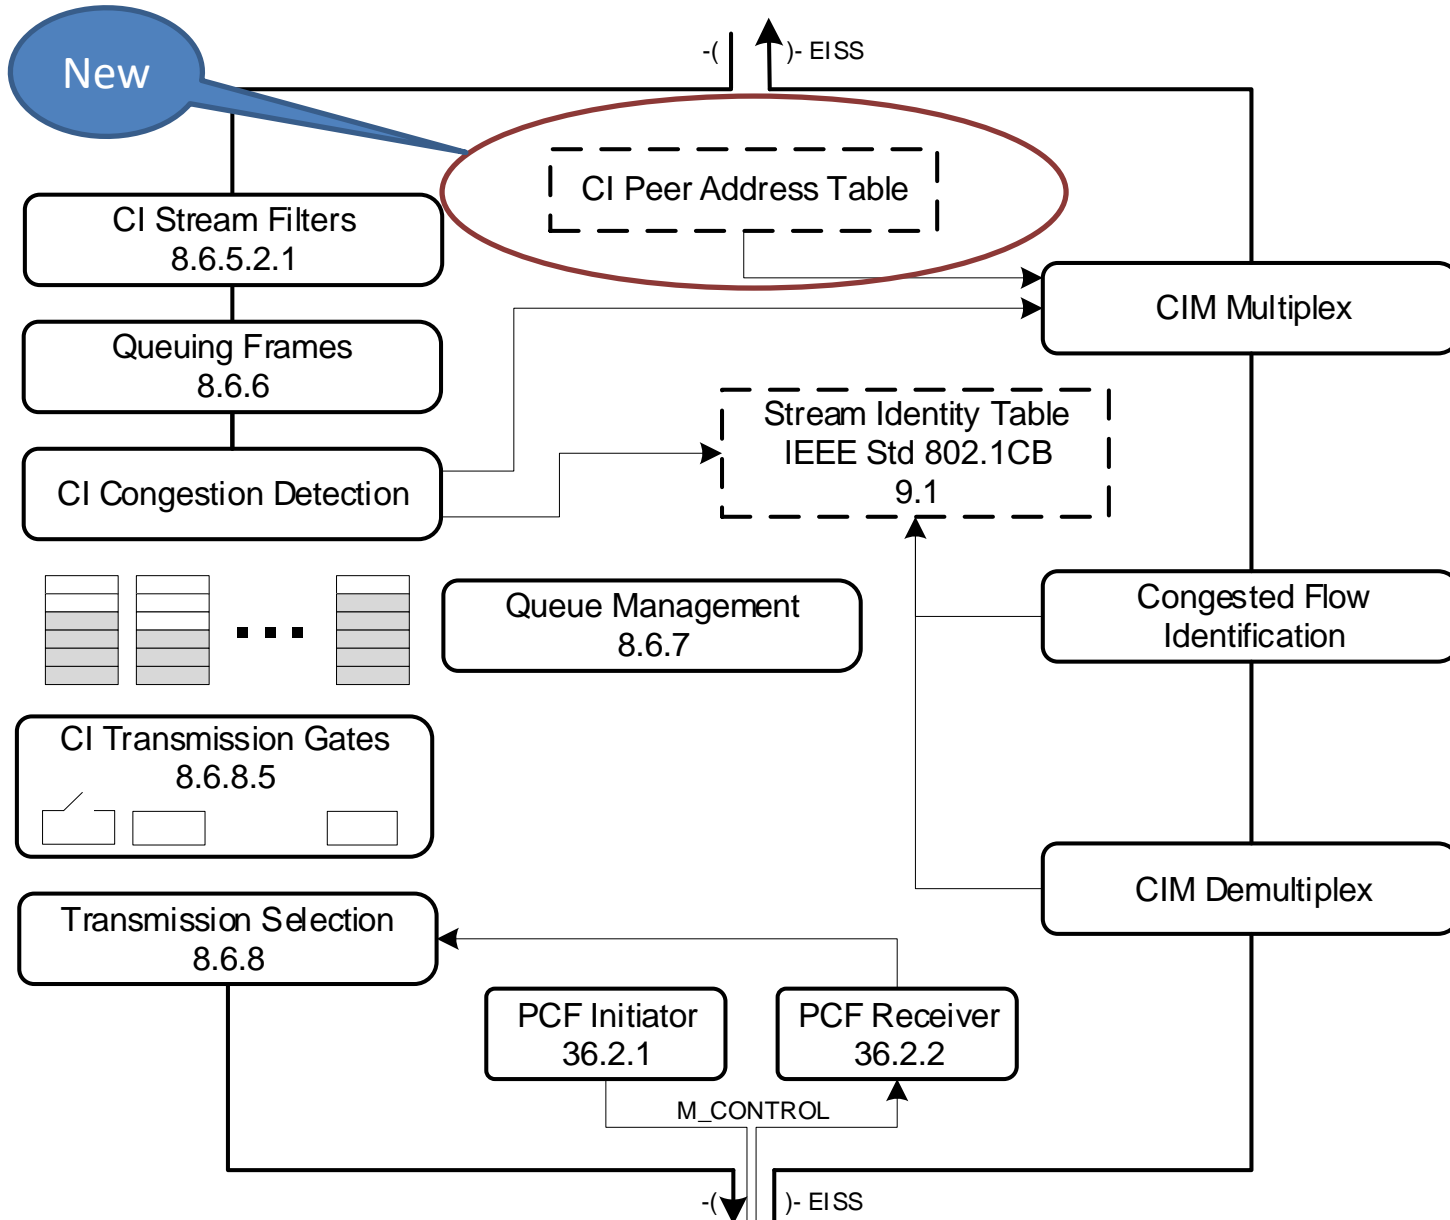 New
-( )- EISS
CI Peer Address Table
CI Stream Filters
8.6.5.2.1
CIM Multiplex
Queuing Frames
8.6.6
Stream Identity Table
IEEE Std 802.1CB
9.1
CI Congestion Detection
Queue Management
8.6.7
Congested Flow
Identification
CI Transmission Gates
8.6.8.5
CIM Demultiplex
Transmission Selection
8.6.8
PCF Initiator
36.2.1
PCF Receiver
36.2.2
M_CONTROL
-( )- EISS